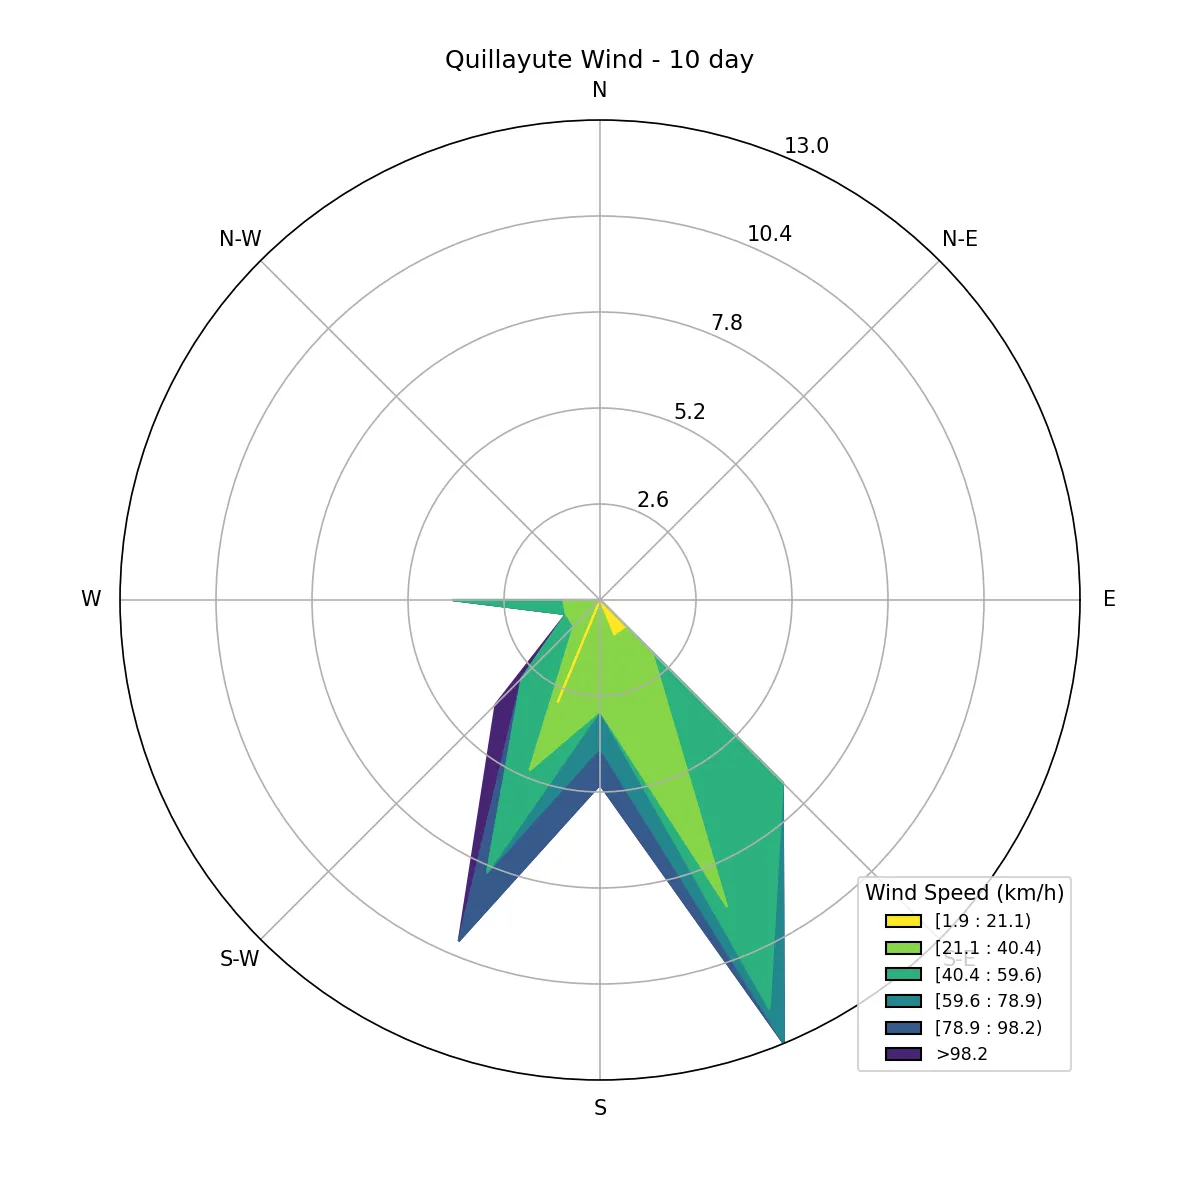 Quillayute Wind - 10 day
N
13.0
N-W
10.4
N-E
7.8
5.2
2.6
W
E
Wind Speed (km/h)
[1.9 : 21.1)
[21.1 : 40.4)
S-W
S-E
[40.4 : 59.6)
[59.6 : 78.9)
[78.9 : 98.2)
>98.2
S